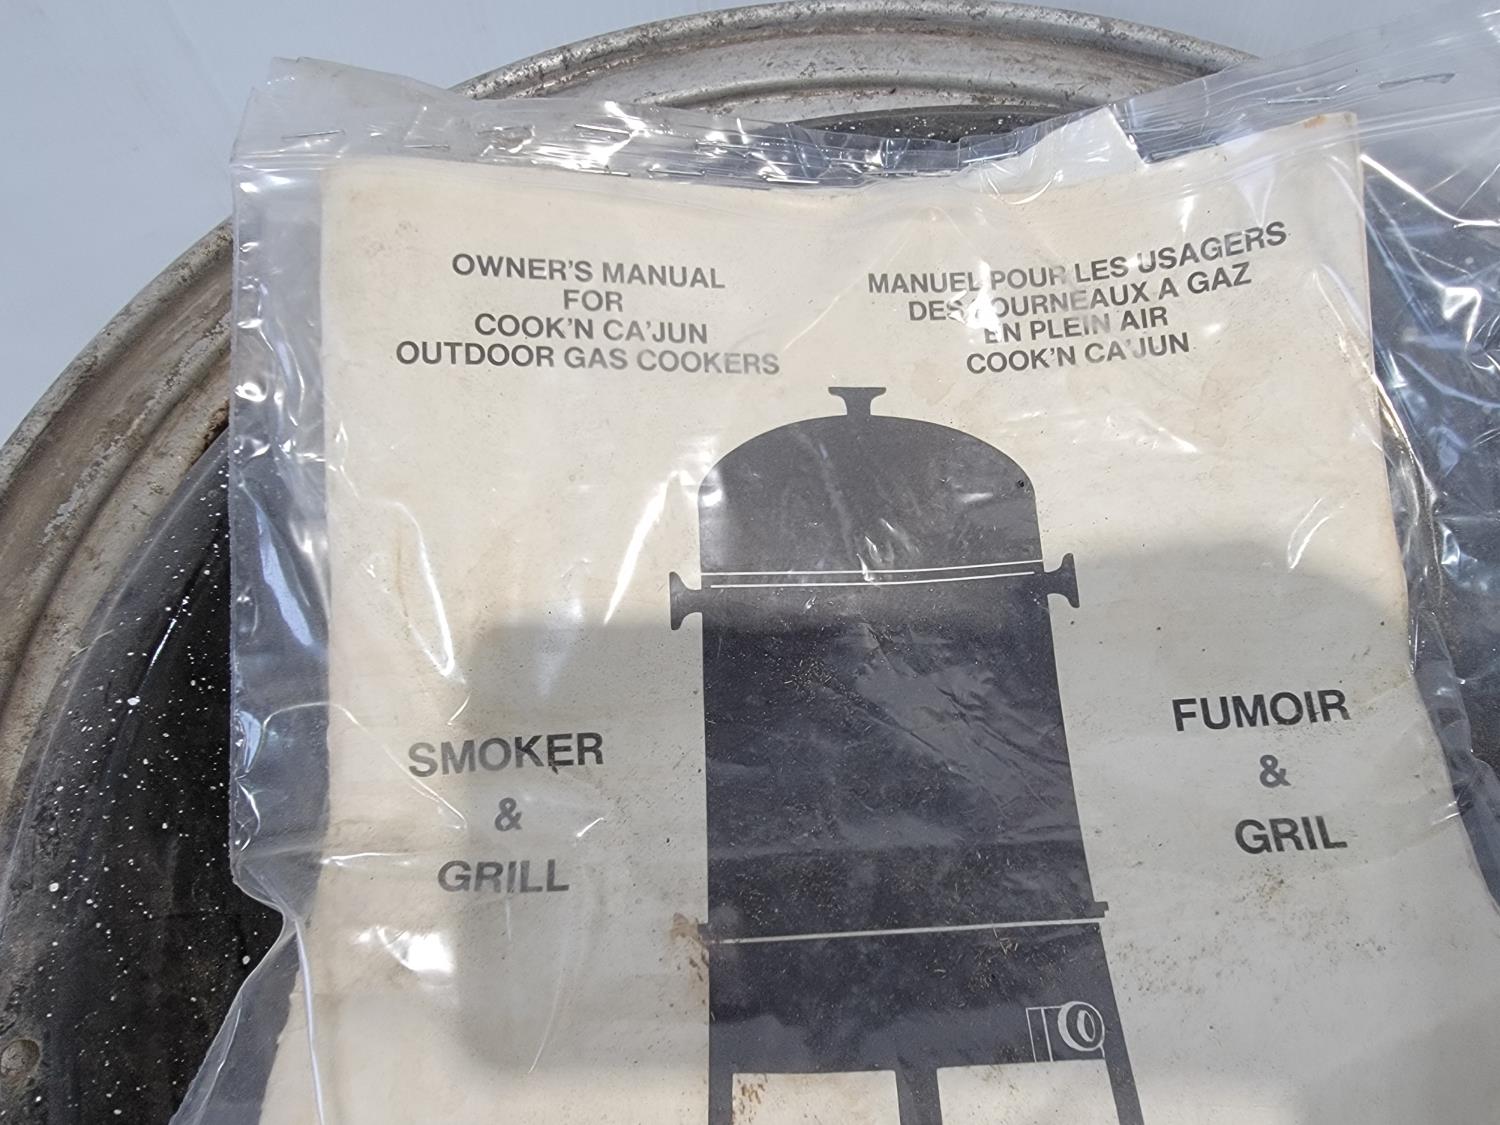 OWNER'S MANUAL
FOR
COOK'N CA'JUN
OUTDOOR GAS COOKERS
MANUEL POUR LES USAGERS
DES FOURNEAUX A GAZ
EN PLEIN AIR
COOK'N CA'JUN
SMOKER
&
GRILL
FUMOIR
&
GRIL